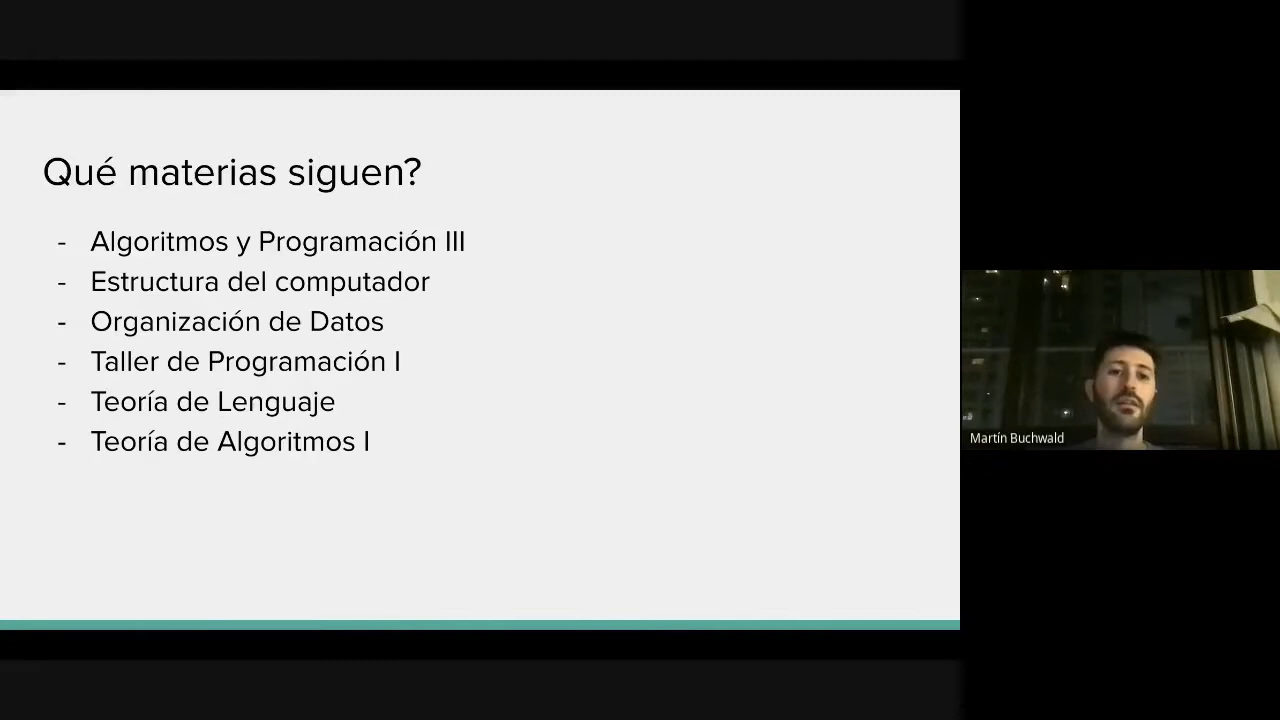 Qué materias siguen?
- Algoritmos y Programación III
- Estructura del computador
- Organización de Datos
- Taller de Programación I
- Teoría de Lenguaje
- Teoría de Algoritmos I
Martín Buchwald